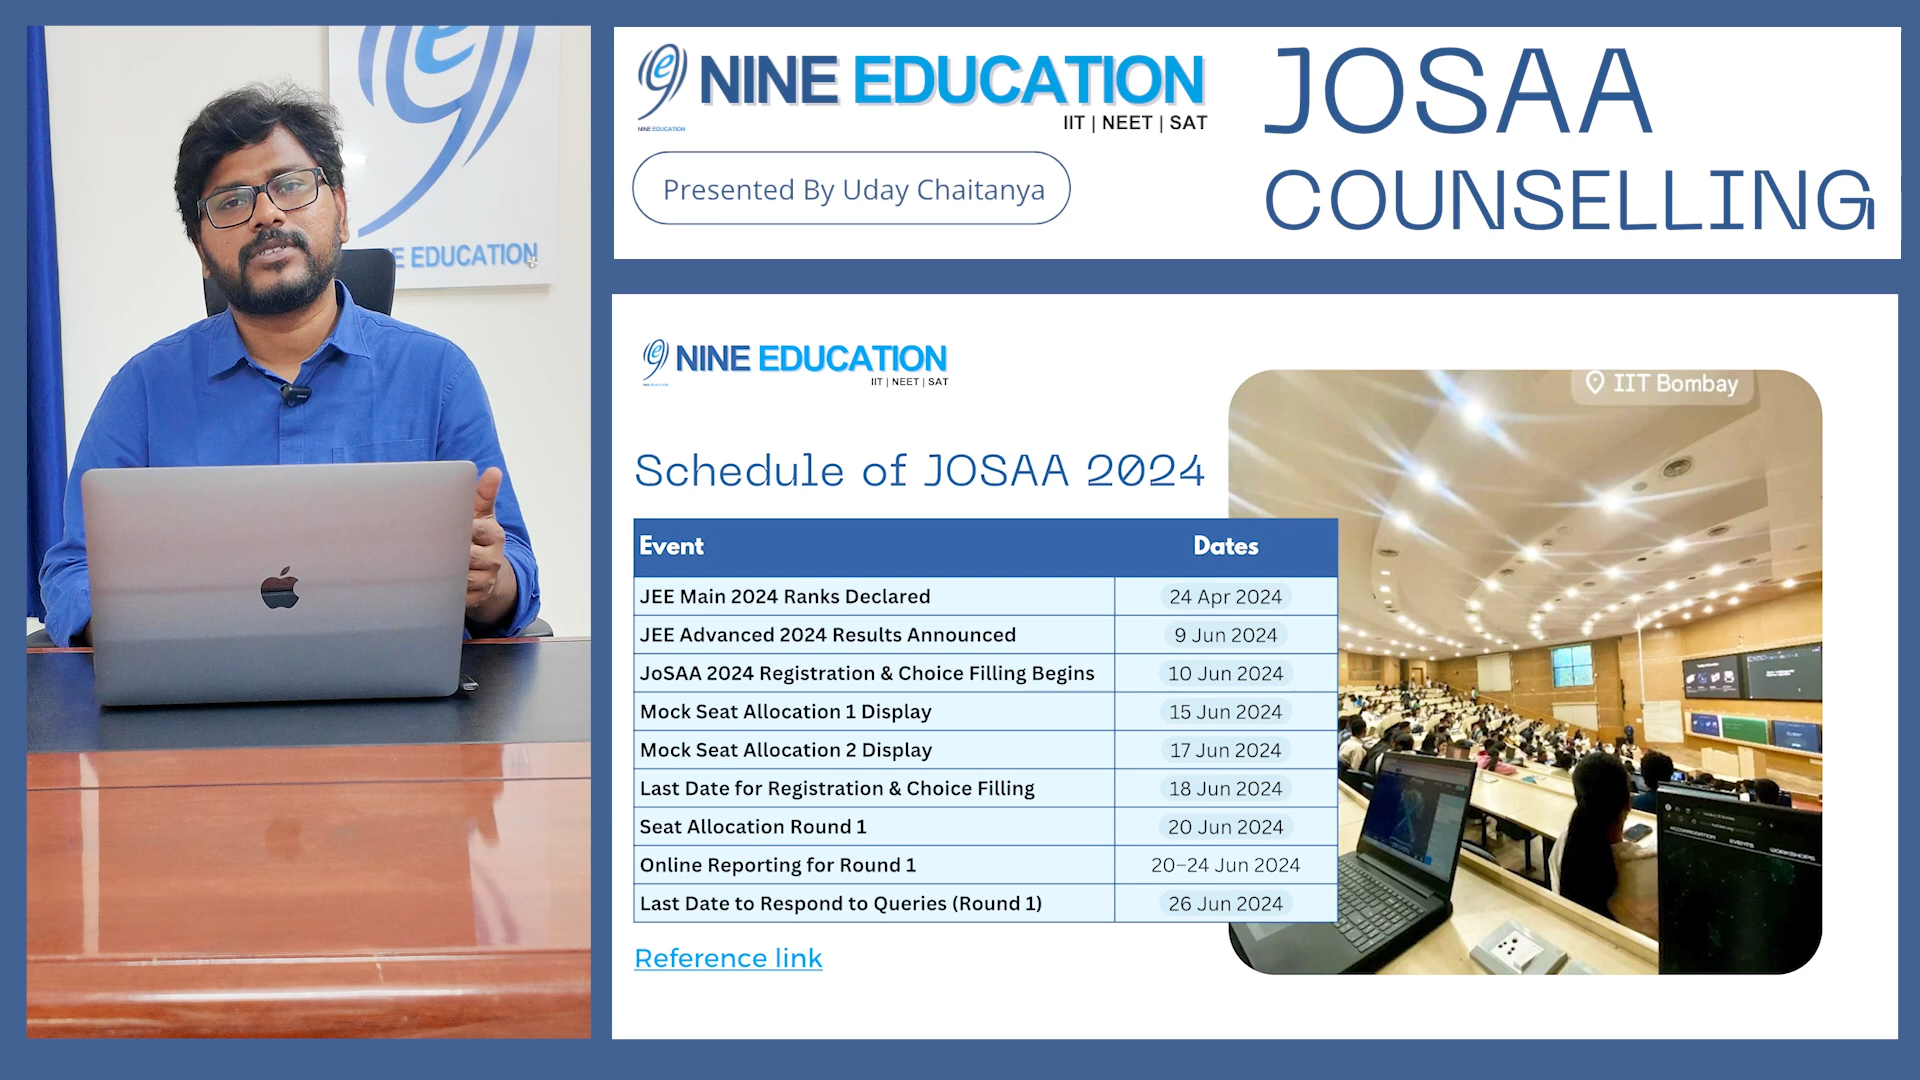 NINE EDUCATION
IIT | NEET | SAT
NINE EDUCATION
Presented By Uday Chaitanya
JOSAA
COUNSELLING
E EDUCATION
NINE EDUCATION
IIT | NEET | SAT
IIT Bombay
Schedule of JOSAA 2024
Event Dates
JEE Main 2024 Ranks Declared 24 Apr 2024
JEE Advanced 2024 Results Announced 9 Jun 2024
JoSAA 2024 Registration & Choice Filling Begins 10 Jun 2024
Mock Seat Allocation 1 Display 15 Jun 2024
Mock Seat Allocation 2 Display 17 Jun 2024
Last Date for Registration & Choice Filling 18 Jun 2024
Seat Allocation Round 1 20 Jun 2024
Online Reporting for Round 1 20–24 Jun 2024
Last Date to Respond to Queries (Round 1) 26 Jun 2024
Reference link
ACCOMMODATION EVENTS WORKSHOPS